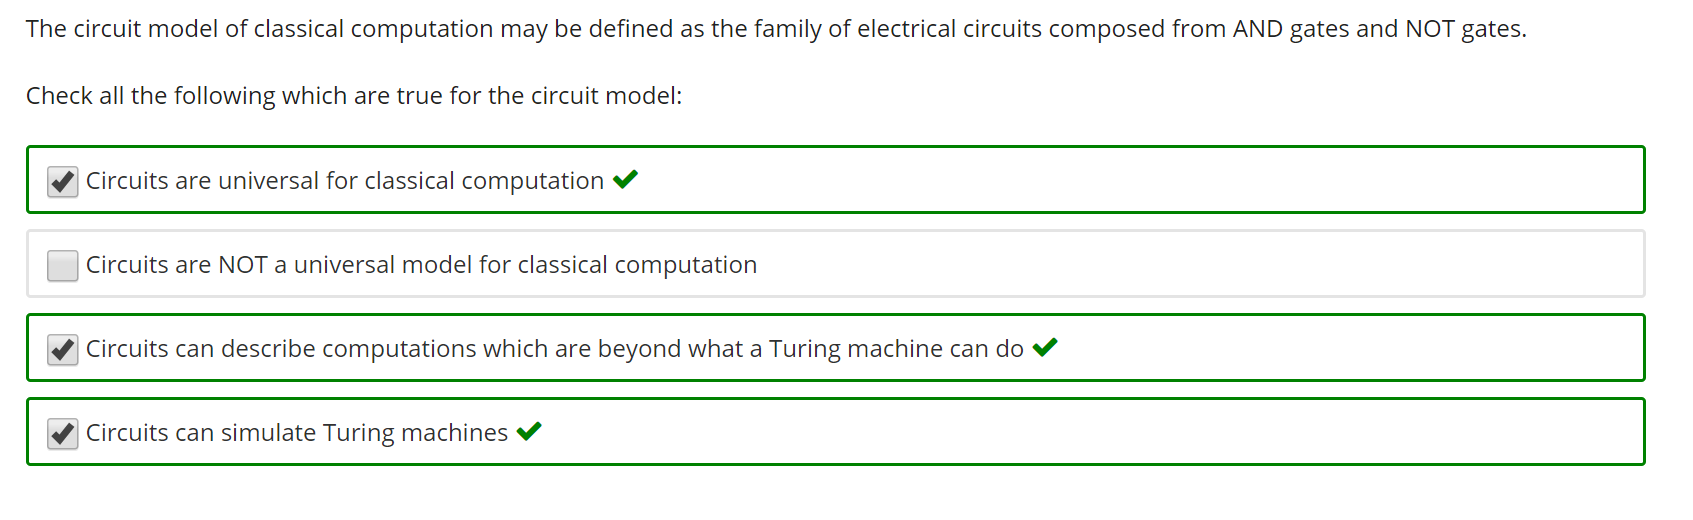 The circuit model of classical computation may be defined as the family of electrical circuits composed from AND gates and NOT gates.
Check all the following which are true for the circuit model:
Circuits are universal for classical computation
Circuits are NOT a universal model for classical computation
Circuits can describe computations which are beyond what a Turing machine can do
Circuits can simulate Turing machines